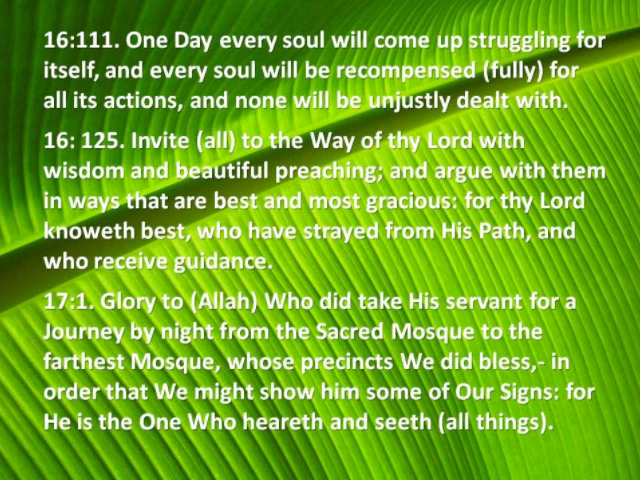 16:111. One Day every soul will come up struggling for
itself, and every soul will be recompensed (fully) for
all its actions, and none will be unjustly dealt with.
16: 125. Invite (all) to the Way of thy Lord with
wisdom and beautiful preaching; and argue with them
in ways that are best and most gracious: for thy Lord
knoweth best, who have strayed from His Path, and
who receive guidance.
17:1. Glory to (Allah) Who did take His servant for a
Journey by night from the Sacred Mosque to the
farthest Mosque, whose precincts We did bless,- in
order that We might show him some of Our Signs: for
He is the One Who heareth and seeth (all things).